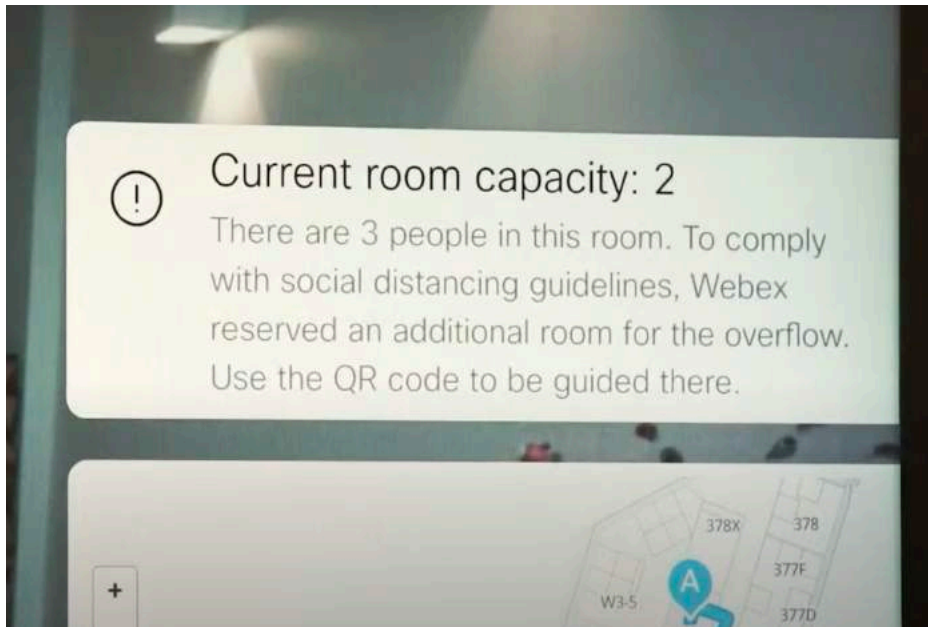 Current room capacity: 2
There are 3 people in this room. To comply
with social distancing guidelines, Webex
reserved an additional room for the overflow.
Use the QR code to be guided there.
378X
378
377F
A
W3-5
377D
+